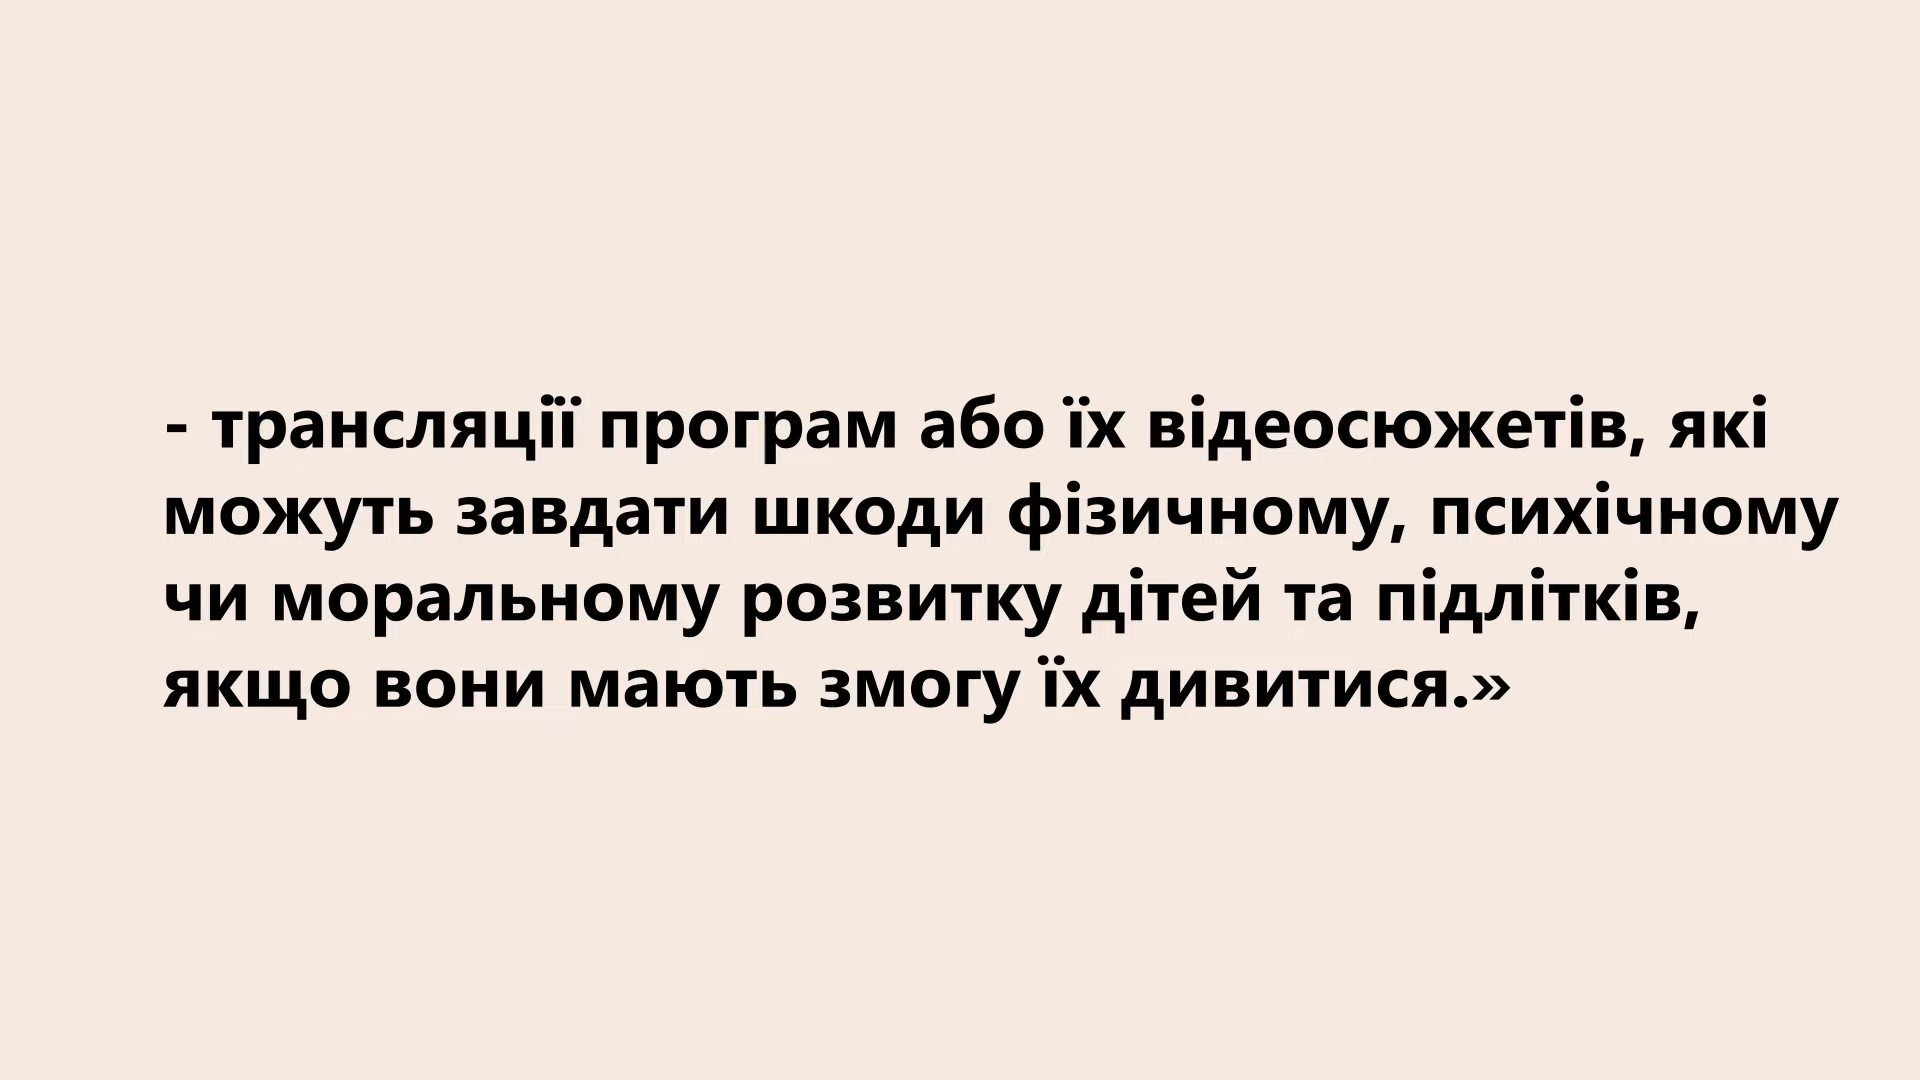 - трансляції програм або їх відеосюжетів, які
можуть завдати шкоди фізичному, психічному
чи моральному розвитку дітей та підлітків,
якщо вони мають змогу їх дивитися.»